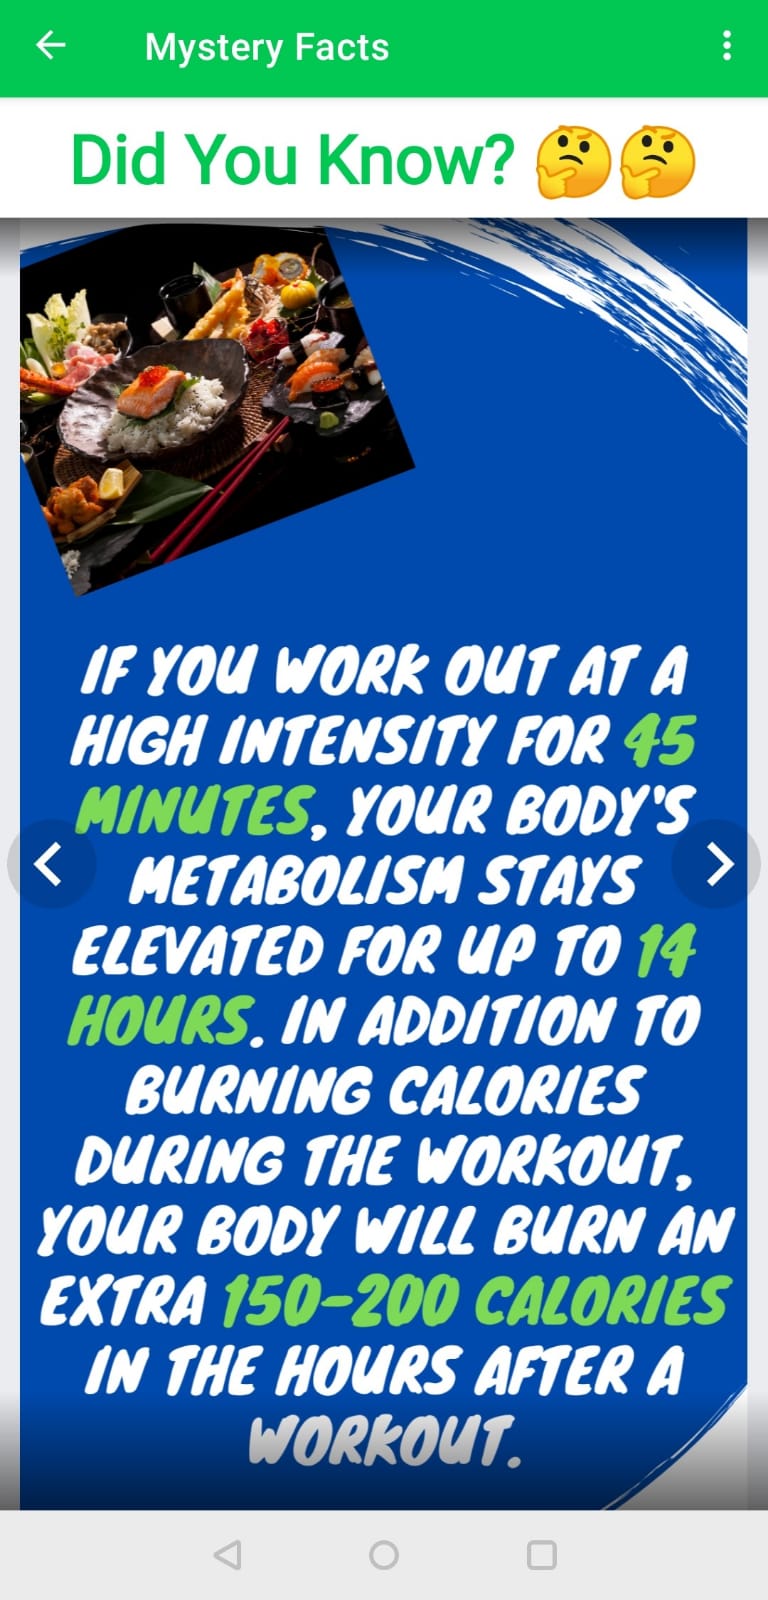 Mystery Facts
Did You Know? 🤔🤔
IF YOU WORK OUT AT A
HIGH INTENSITY FOR 45
MINUTES, YOUR BODY'S
METABOLISM STAYS
ELEVATED FOR UP TO 14
HOURS. IN ADDITION TO
BURNING CALORIES
DURING THE WORKOUT,
YOUR BODY WILL BURN AN
EXTRA 150-200 CALORIES
IN THE HOURS AFTER A
WORKOUT.